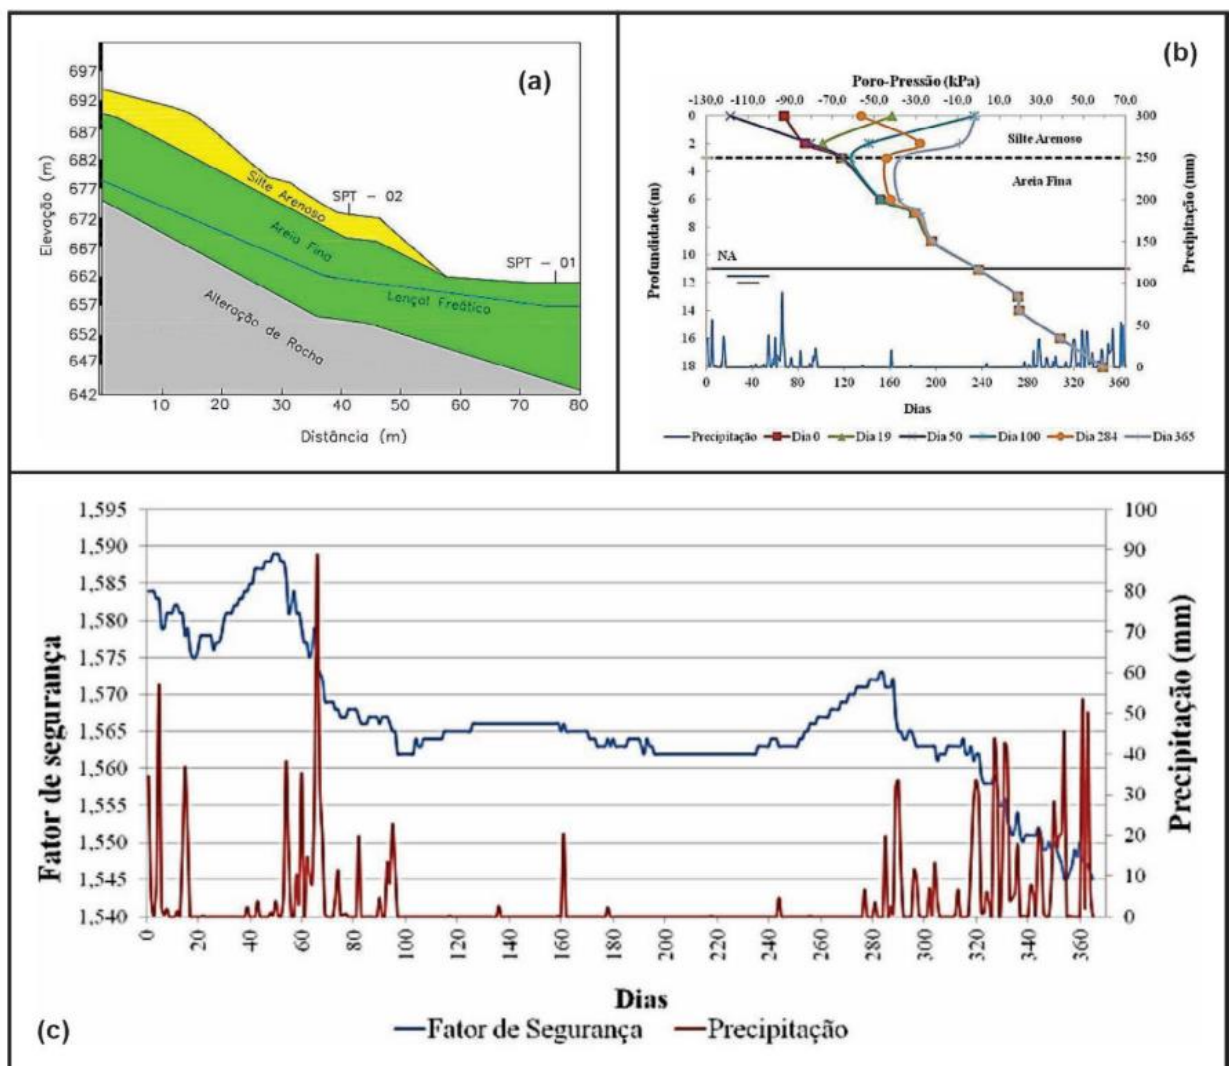 (a)
697
692
687
682
677
672
667
662
657
652
647
642
Elevação (m)
Silte Arenoso
SPT - 02
Areia Fina
SPT - 01
Lençol Freático
Alteração de Rocha
10 20 30 40 50 60 70 80
Distância (m)
(b)
Poro-Pressão (kPa)
-130,0 -110,0 -90,0 -70,0 -50,0 -30,0 -10,0 10,0 30,0 50,0 70,0
0
2
4
6
8
10
12
14
16
18
Profundidade (m)
Silte Arenoso
Areia Fina
NA
300
250
200
150
100
50
0
Precipitação (mm)
0 40 80 120 160 200 240 280 320 360
Dias
Precipitação Dia 0 Dia 19 Dia 50 Dia 100 Dia 284 Dia 365
1,595
1,590
1,585
1,580
1,575
1,570
1,565
1,560
1,555
1,550
1,545
1,540
Fator de segurança
100
90
80
70
60
50
40
30
20
10
0
Precipitação (mm)
0 20 40 60 80 100 120 140 160 180 200 220 240 260 280 300 320 340 360
Dias
(c)
Fator de Segurança Precipitação